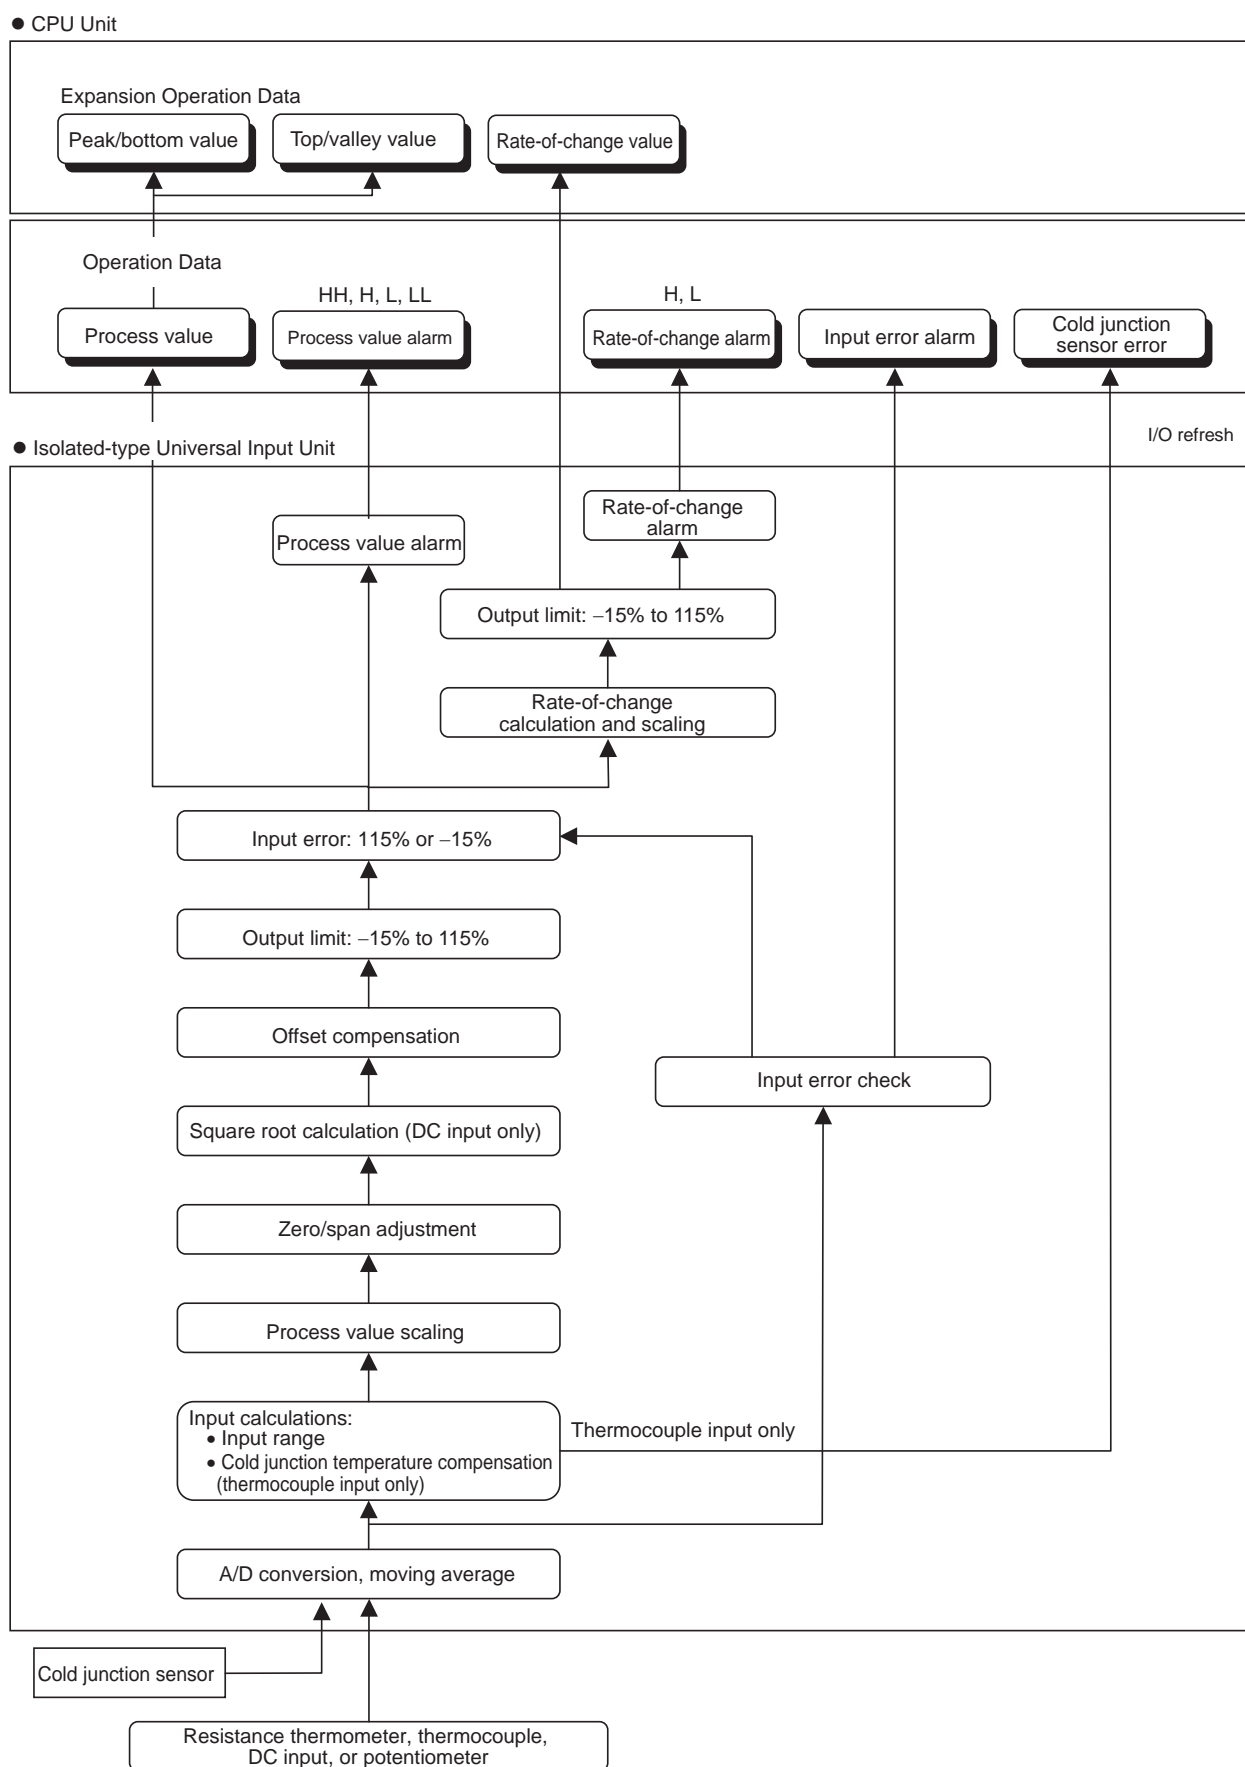 ● CPU Unit
Expansion Operation Data
Peak/bottom value
Top/valley value
Rate-of-change value
Operation Data
HH, H, L, LL
H, L
Process value
Process value alarm
Rate-of-change alarm
Input error alarm
Cold junction
sensor error
I/O refresh
● Isolated-type Universal Input Unit
Rate-of-change
alarm
Process value alarm
Output limit: –15% to 115%
Rate-of-change
calculation and scaling
Input error: 115% or –15%
Output limit: –15% to 115%
Offset compensation
Input error check
Square root calculation (DC input only)
Zero/span adjustment
Process value scaling
Input calculations:
• Input range
• Cold junction temperature compensation
(thermocouple input only)
Thermocouple input only
A/D conversion, moving average
Cold junction sensor
Resistance thermometer, thermocouple,
DC input, or potentiometer